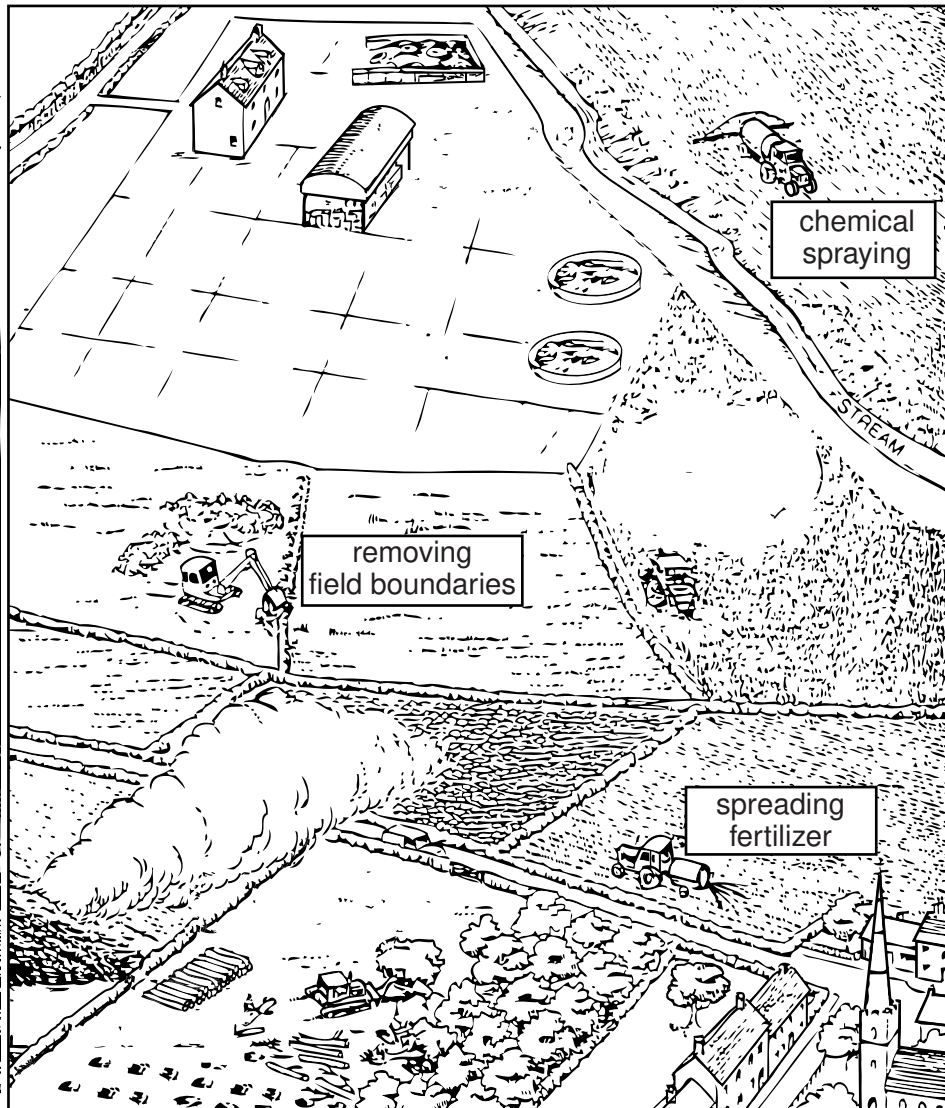 chemical
spraying
STREAM
removing
field boundaries
spreading
fertilizer